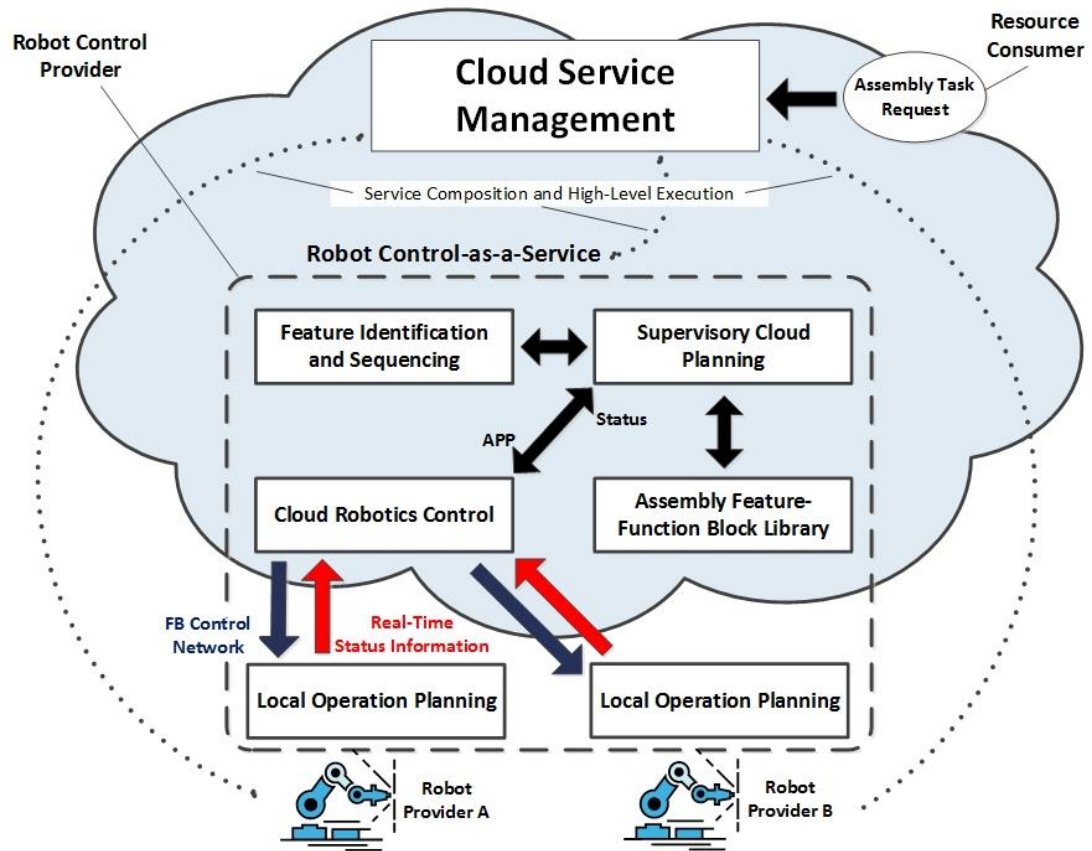 Robot Control
Provider
Resource
Consumer
Cloud Service
Management
Assembly Task
Request
Service Composition and High-Level Execution
Robot Control-as-a-Service
Feature Identification
and Sequencing
Supervisory Cloud
Planning
Status
APP
Cloud Robotics Control
Assembly Feature-
Function Block Library
FB Control
Network
Real-Time
Status Information
Local Operation Planning
Local Operation Planning
Robot
Provider A
Robot
Provider B